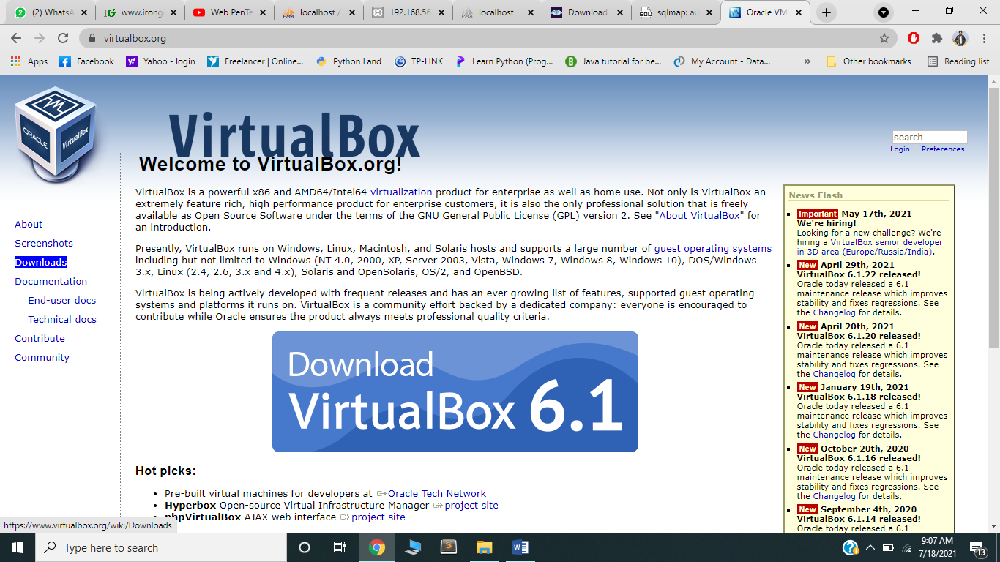 (2) WhatsA
www.irong
Web PenTe
localhost /
192.168.56
localhost
Download
sqlmap: au
Oracle VM
virtualbox.org
Apps
Facebook
Yahoo - login
Freelancer | Online...
Python Land
TP-LINK
Learn Python (Prog...
Java tutorial for be...
My Account - Data...
»
Other bookmarks
Reading list
ORACLE
VirtualBox
VirtualBox
search...
Login Preferences
Welcome to VirtualBox.org!
About
Screenshots
Downloads
Documentation
End-user docs
Technical docs
Contribute
Community
VirtualBox is a powerful x86 and AMD64/Intel64 virtualization product for enterprise as well as home use. Not only is VirtualBox an
extremely feature rich, high performance product for enterprise customers, it is also the only professional solution that is freely
available as Open Source Software under the terms of the GNU General Public License (GPL) version 2. See "About VirtualBox" for
an introduction.
Presently, VirtualBox runs on Windows, Linux, Macintosh, and Solaris hosts and supports a large number of guest operating systems
including but not limited to Windows (NT 4.0, 2000, XP, Server 2003, Vista, Windows 7, Windows 8, Windows 10), DOS/Windows
3.x, Linux (2.4, 2.6, 3.x and 4.x), Solaris and OpenSolaris, OS/2, and OpenBSD.
VirtualBox is being actively developed with frequent releases and has an ever growing list of features, supported guest operating
systems and platforms it runs on. VirtualBox is a community effort backed by a dedicated company: everyone is encouraged to
contribute while Oracle ensures the product always meets professional quality criteria.
Download
VirtualBox 6.1
Hot picks:
Pre-built virtual machines for developers at Oracle Tech Network
Hyperbox Open-source Virtual Infrastructure Manager project site
phpVirtualBox AJAX web interface project site
News Flash
Important May 17th, 2021
We're hiring!
Looking for a new challenge? We're
hiring a VirtualBox senior developer
in 3D area (Europe/Russia/India).
New April 29th, 2021
VirtualBox 6.1.22 released!
Oracle today released a 6.1
maintenance release which improves
stability and fixes regressions. See
the Changelog for details.
New April 20th, 2021
VirtualBox 6.1.20 released!
Oracle today released a 6.1
maintenance release which improves
stability and fixes regressions. See
the Changelog for details.
New January 19th, 2021
VirtualBox 6.1.18 released!
Oracle today released a 6.1
maintenance release which improves
stability and fixes regressions. See
the Changelog for details.
New October 20th, 2020
VirtualBox 6.1.16 released!
Oracle today released a 6.1
maintenance release which improves
stability and fixes regressions. See
the Changelog for details.
New September 4th, 2020
VirtualBox 6.1.14 released!
Oracle today released a 6.1
https://www.virtualbox.org/wiki/Downloads
Type here to search
9:07 AM
7/18/2021
13